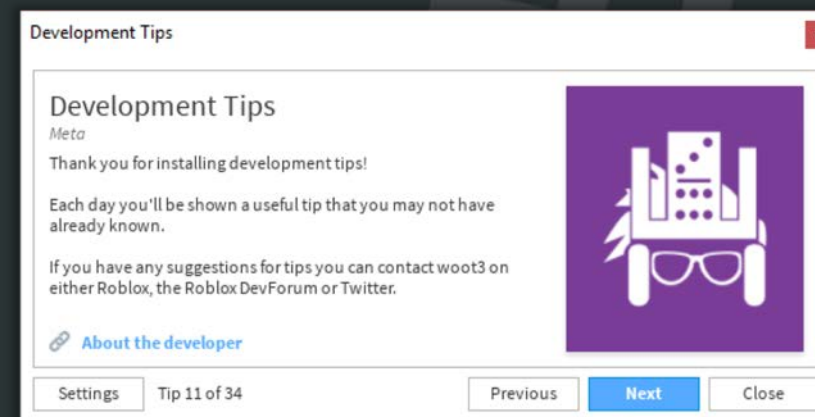 Development Tips
Development Tips
Meta
Thank you for installing development tips!
Each day you'll be shown a useful tip that you may not have
already known.
If you have any suggestions for tips you can contact woot3 on
either Roblox, the Roblox DevForum or Twitter.
About the developer
Settings
Tip 11 of 34
Previous
Next
Close